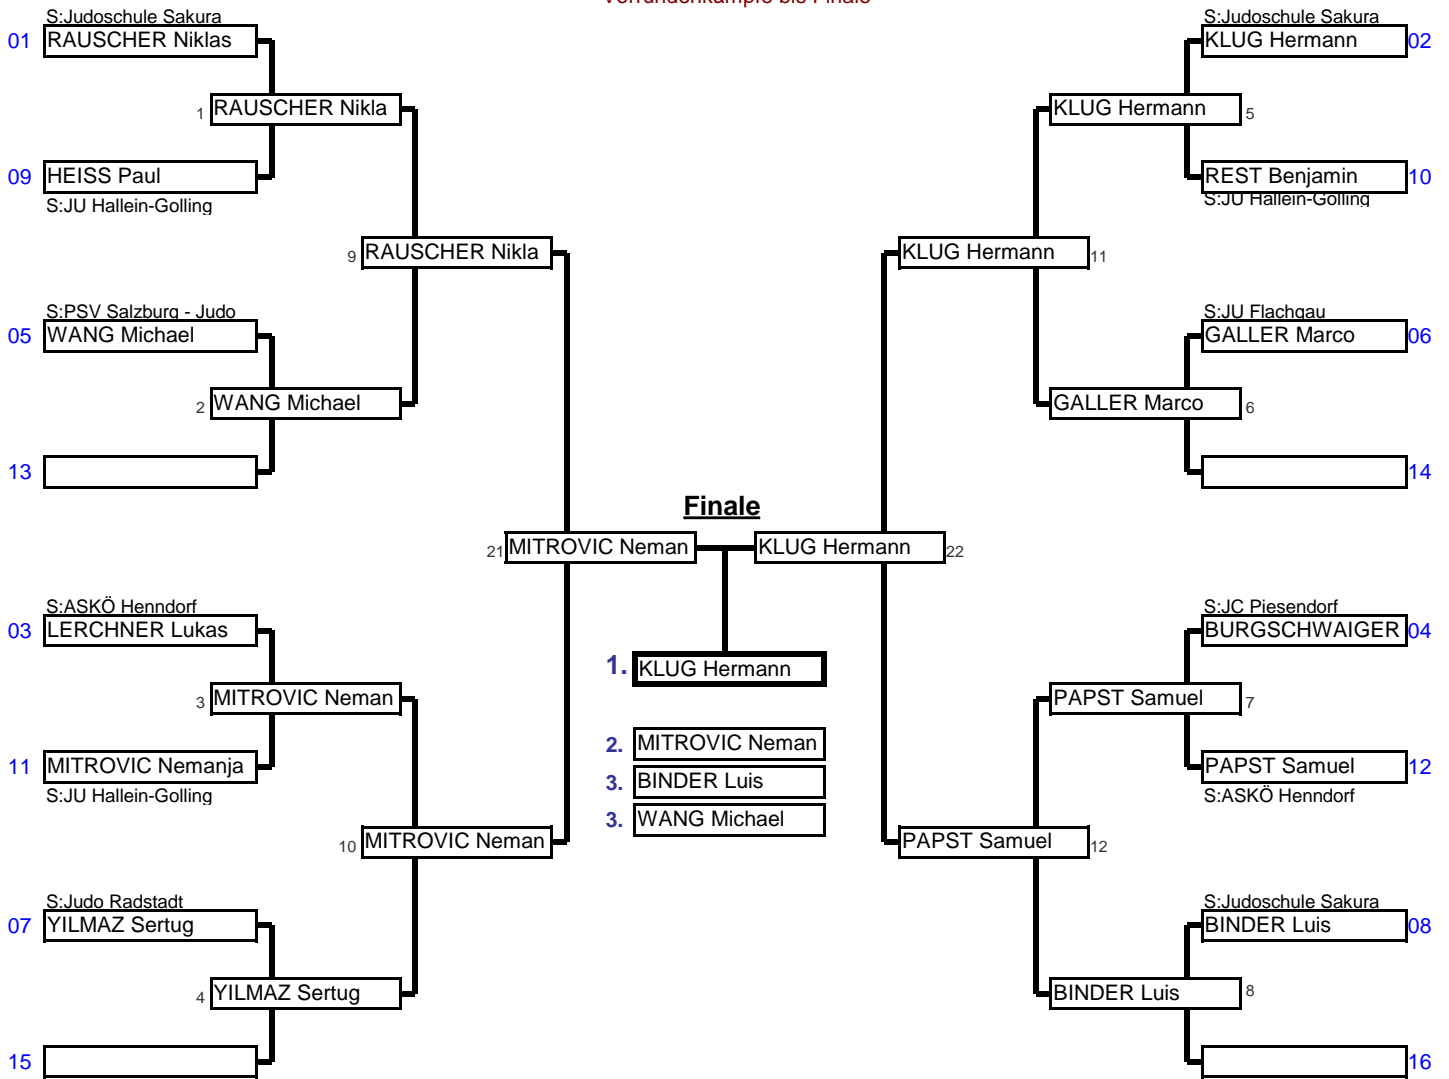 Vorrundenkämpfe bis Finale
S:Judoschule Sakura
01 RAUSCHER Niklas
1 RAUSCHER Nikla
09 HEISS Paul
S:JU Hallein-Golling
9 RAUSCHER Nikla
S:PSV Salzburg - Judo
05 WANG Michael
2 WANG Michael
13
21 MITROVIC Neman
S:ASKÖ Henndorf
03 LERCHNER Lukas
3 MITROVIC Neman
11 MITROVIC Nemanja
S:JU Hallein-Golling
10 MITROVIC Neman
S:Judo Radstadt
07 YILMAZ Sertug
4 YILMAZ Sertug
15
Finale
1. KLUG Hermann
2. MITROVIC Neman
3. BINDER Luis
3. WANG Michael
S:Judoschule Sakura
KLUG Hermann 02
KLUG Hermann 5
REST Benjamin 10
S:JU Hallein-Golling
KLUG Hermann 11
S:JU Flachgau
GALLER Marco 06
GALLER Marco 6
14
KLUG Hermann 22
S:JC Piesendorf
BURGSCHWAIGER 04
PAPST Samuel 7
PAPST Samuel 12
S:ASKÖ Henndorf
PAPST Samuel 12
S:Judoschule Sakura
BINDER Luis 08
BINDER Luis 8
16